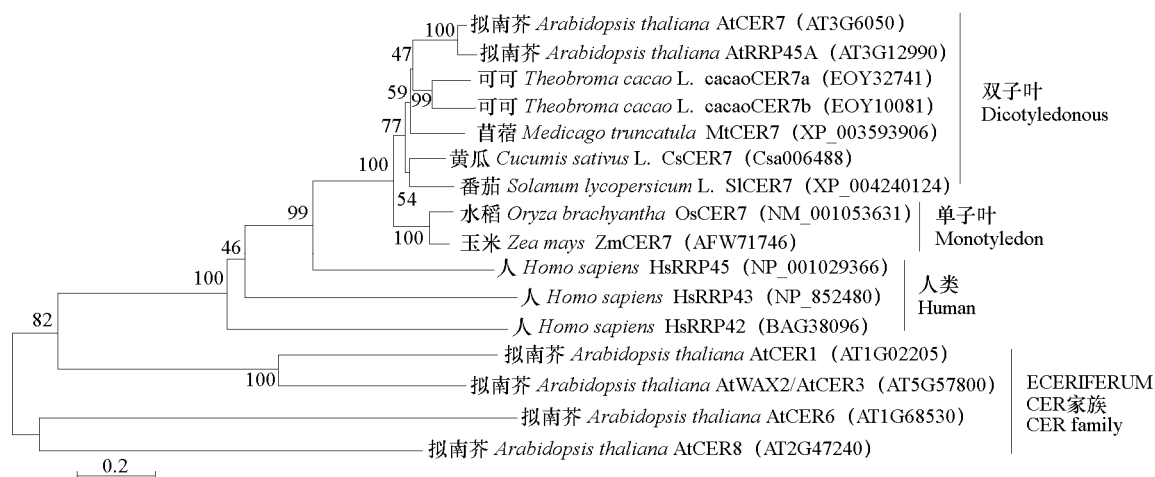 100
拟南芥 Arabidopsis thaliana AtCER7 (AT3G6050)
47
拟南芥 Arabidopsis thaliana AtRRP45A (AT3G12990)
可可 Theobroma cacao L. cacaoCER7a (EOY32741)
59
99
可可 Theobroma cacao L. cacaoCER7b (EOY10081)
双子叶
Dicotyledonous
77
苜蓿 Medicago truncatula MtCER7 (XP_003593906)
100
黄瓜 Cucumis sativus L. CsCER7 (Csa006488)
54
番茄 Solanum lycopersicum L. SlCER7 (XP_004240124)
99
水稻 Oryza brachyantha OsCER7 (NM_001053631)
100
玉米 Zea mays ZmCER7 (AFW71746)
单子叶
Monotyledon
46
人 Homo sapiens HsRRP45 (NP_001029366)
100
人 Homo sapiens HsRRP43 (NP_852480)
人类
Human
82
人 Homo sapiens HsRRP42 (BAG38096)
拟南芥 Arabidopsis thaliana AtCER1 (AT1G02205)
100
拟南芥 Arabidopsis thaliana AtWAX2/AtCER3 (AT5G57800)
ECERIFERUM
CER家族
CER family
拟南芥 Arabidopsis thaliana AtCER6 (AT1G68530)
拟南芥 Arabidopsis thaliana AtCER8 (AT2G47240)
0.2